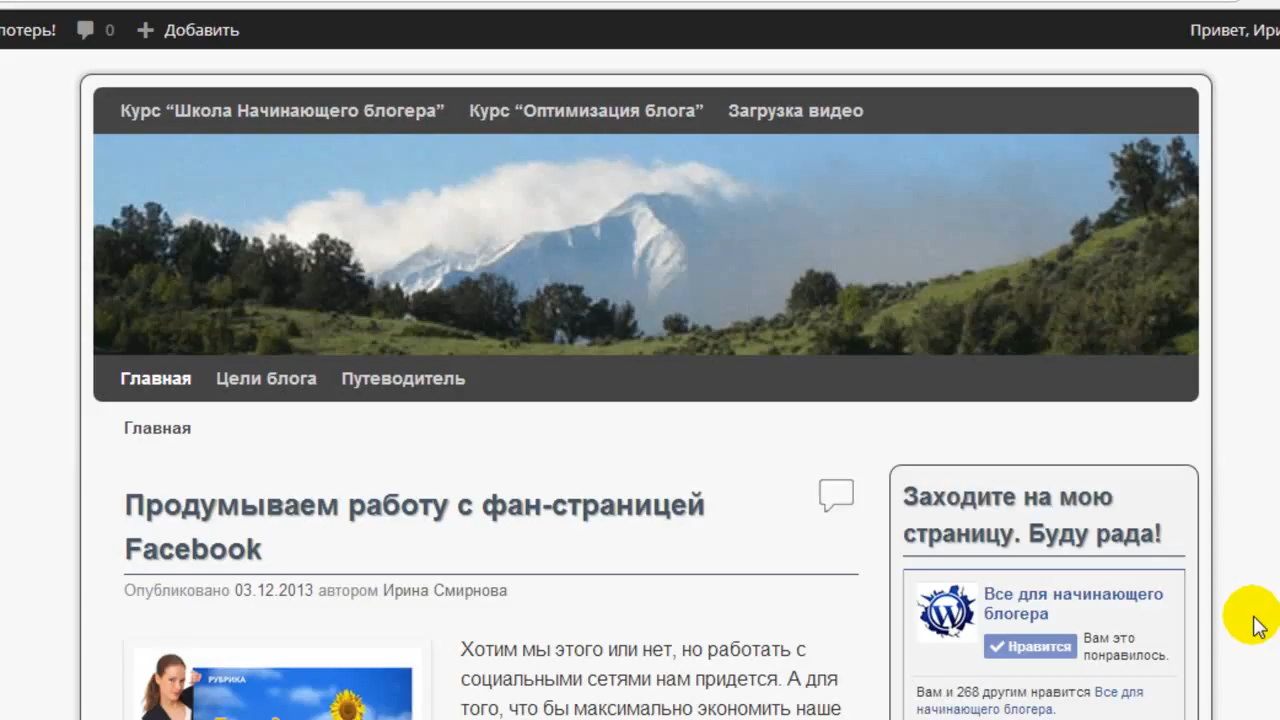 потерь! 0 Добавить
Привет, Ири
Курс “Школа Начинающего блогера” Курс “Оптимизация блога” Загрузка видео
Главная Цели блога Путеводитель
Главная
Продумываем работу с фан-страницей
Facebook
Опубликовано 03.12.2013 автором Ирина Смирнова
РУБРИКА
Хотим мы этого или нет, но работать с
социальными сетями нам придется. А для
того, что бы максимально экономить наше
Заходите на мою
страницу. Буду рада!
Все для начинающего
блогера
Нравится
Вам это
понравилось.
Вам и 268 другим нравится Все для
начинающего блогера.